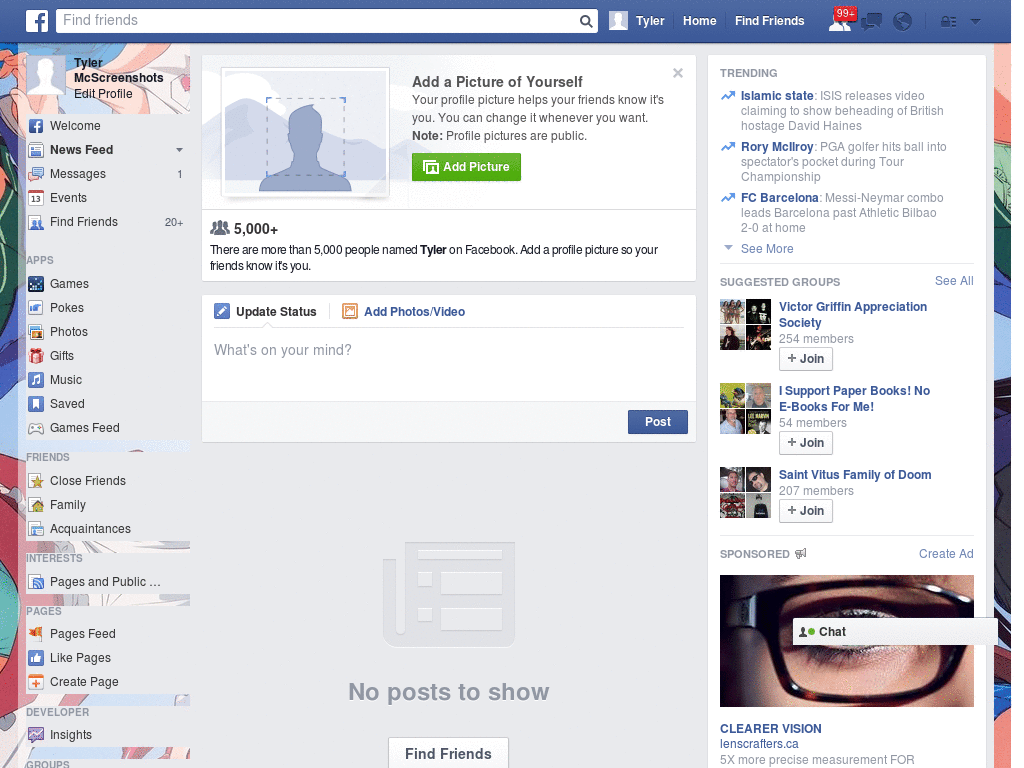 Find friends
Tyler
Home
Find Friends
99+
Tyler
McScreenshots
Edit Profile
Welcome
News Feed
Messages 1
13 Events
Find Friends 20+
APPS
Games
Pokes
Photos
Gifts
Music
Saved
Games Feed
FRIENDS
Close Friends
Family
Acquaintances
INTERESTS
Pages and Public ...
PAGES
Pages Feed
Like Pages
Create Page
DEVELOPER
Insights
GROUPS
Add a Picture of Yourself
Your profile picture helps your friends know it's
you. You can change it whenever you want.
Note: Profile pictures are public.
Add Picture
5,000+
There are more than 5,000 people named Tyler on Facebook. Add a profile picture so your
friends know it's you.
Update Status
Add Photos/Video
What's on your mind?
Post
No posts to show
Find Friends
TRENDING
Islamic state: ISIS releases video
claiming to show beheading of British
hostage David Haines
Rory McIlroy: PGA golfer hits ball into
spectator's pocket during Tour
Championship
FC Barcelona: Messi-Neymar combo
leads Barcelona past Athletic Bilbao
2-0 at home
See More
SUGGESTED GROUPS See All
Victor Griffin Appreciation
Society
254 members
+ Join
I Support Paper Books! No
E-Books For Me!
54 members
+ Join
Saint Vitus Family of Doom
207 members
+ Join
SPONSORED Create Ad
Chat
CLEARER VISION
lenscrafters.ca
5X more precise measurement FOR